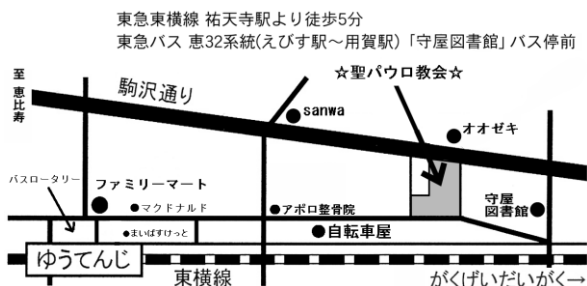 東急東横線 祐天寺駅より徒歩5分
東急バス 恵32系統(えびす駅〜用賀駅)「守屋図書館」バス停前
☆聖パウロ教会☆
至 恵比寿
駒沢通り
sanwa
オオゼキ
バスロータリー
ファミリーマート
マクドナルド
アポロ整骨院
守屋
図書館
まいばすけっと
自転車屋
ゆうてんじ
東横線
がくげいだいがく→